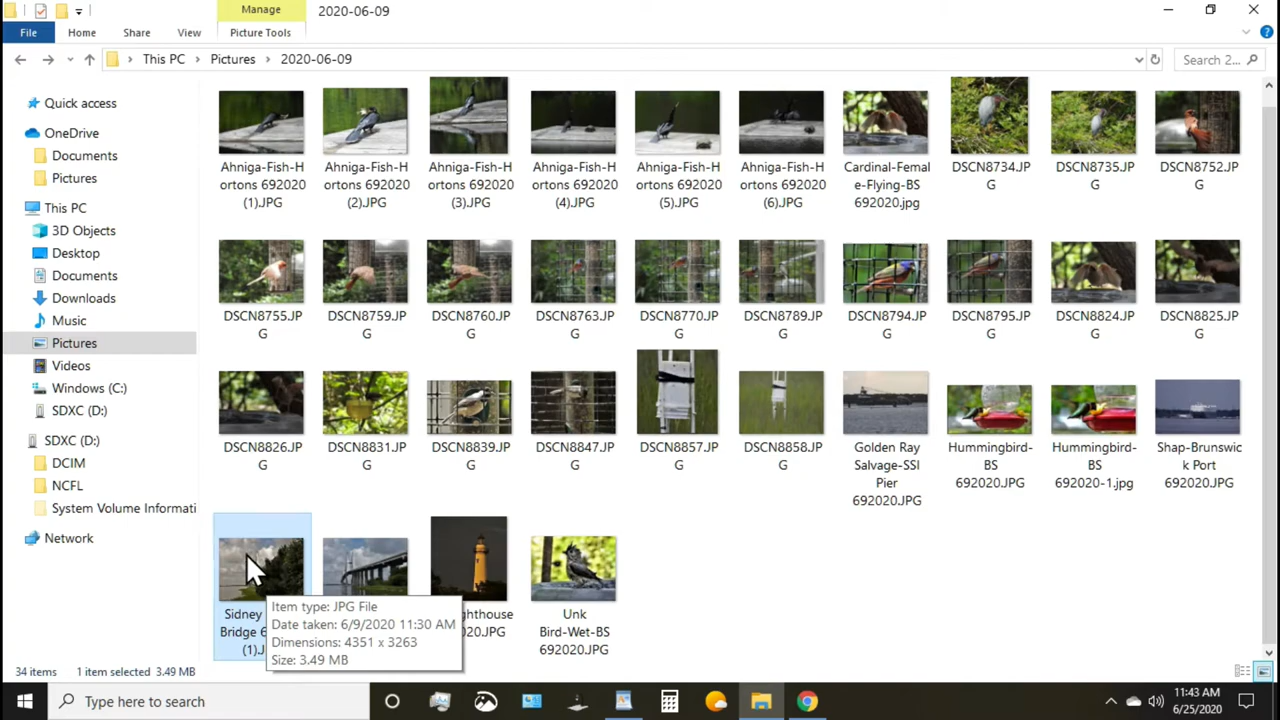 Manage
2020-06-09
File
Home
Share
View
Picture Tools
This PC
Pictures
2020-06-09
Search 2...
Quick access
OneDrive
Documents
Pictures
This PC
3D Objects
Desktop
Documents
Downloads
Music
Pictures
Videos
Windows (C:)
SDXC (D:)
SDXC (D:)
DCIM
NCFL
System Volume Informati
Network
Ahniga-Fish-H
ortons 692020
(1).JPG
Ahniga-Fish-H
ortons 692020
(2).JPG
Ahniga-Fish-H
ortons 692020
(3).JPG
Ahniga-Fish-H
ortons 692020
(4).JPG
Ahniga-Fish-H
ortons 692020
(5).JPG
Ahniga-Fish-H
ortons 692020
(6).JPG
Cardinal-Femal
e-Flying-BS
692020.jpg
DSCN8734.JP
G
DSCN8735.JP
G
DSCN8752.JP
G
DSCN8755.JP
G
DSCN8759.JP
G
DSCN8760.JP
G
DSCN8763.JP
G
DSCN8770.JP
G
DSCN8789.JP
G
DSCN8794.JP
G
DSCN8795.JP
G
DSCN8824.JP
G
DSCN8825.JP
G
DSCN8826.JP
G
DSCN8831.JP
G
DSCN8839.JP
G
DSCN8847.JP
G
DSCN8857.JP
G
DSCN8858.JP
G
Golden Ray
Salvage-SSI
Pier
692020.JPG
Hummingbird-
BS
692020.JPG
Hummingbird-
BS
692020-1.jpg
Shap-Brunswic
k Port
692020.JPG
Sidney
Bridge 6
(1).J
ghthouse
020.JPG
Unk
Bird-Wet-BS
692020.JPG
Item type: JPG File
Date taken: 6/9/2020 11:30 AM
Dimensions: 4351 x 3263
Size: 3.49 MB
34 items
1 item selected 3.49 MB
Type here to search
11:43 AM
6/25/2020